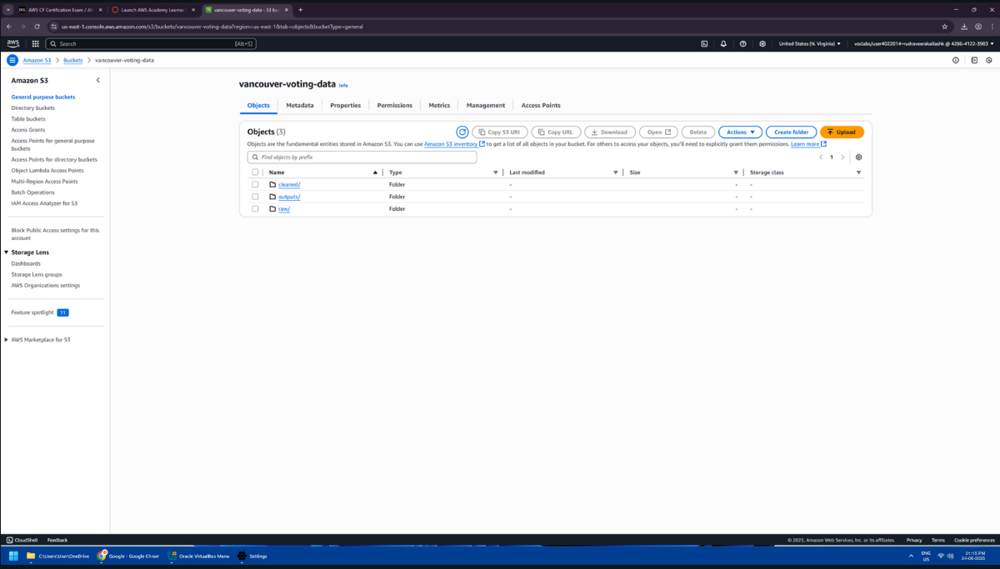 AWS CF Certification Exam / A
Launch AWS Academy Learner
vancouver-voting-data - S3 bu
us-east-1.console.aws.amazon.com/s3/buckets/vancouver-voting-data?region=us-east-1&tab=objects&bucketType=general
aws
Search
[Alt+S]
United States (N. Virginia)
voclabs/user4022014=rudraveerakailashk @ 4286-4122-3903
Amazon S3 > Buckets > vancouver-voting-data
Amazon S3
General purpose buckets
Directory buckets
Table buckets
Access Grants
Access Points for general purpose
buckets
Access Points for directory buckets
Object Lambda Access Points
Multi-Region Access Points
Batch Operations
IAM Access Analyzer for S3
Block Public Access settings for this
account
Storage Lens
Dashboards
Storage Lens groups
AWS Organizations settings
Feature spotlight 11
AWS Marketplace for S3
vancouver-voting-data Info
Objects Metadata Properties Permissions Metrics Management Access Points
Objects (3)
Copy S3 URI Copy URL Download Open Delete Actions Create folder Upload
Objects are the fundamental entities stored in Amazon S3. You can use Amazon S3 inventory to get a list of all objects in your bucket. For others to access your objects, you'll need to explicitly grant them permissions. Learn more
Find objects by prefix
1
Name Type Last modified Size Storage class
cleaned/ Folder - - -
outputs/ Folder - - -
raw/ Folder - - -
CloudShell Feedback
© 2025, Amazon Web Services, Inc. or its affiliates. Privacy Terms Cookie preferences
C:\Users\User\OneDrive
Google - Google Chrom
Oracle VirtualBox Mana
Settings
ENG
US
01:15 PM
24-06-2025